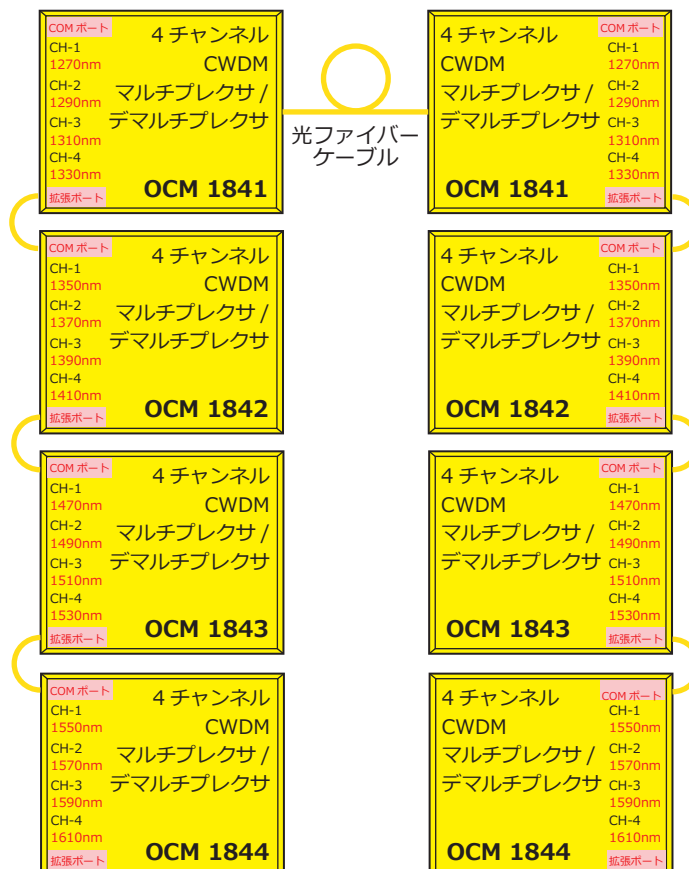 COM ポート
CH-1
1270nm
CH-2
1290nm
CH-3
1310nm
CH-4
1330nm
拡張ポート
4 チャンネル
CWDM
マルチプレクサ /
デマルチプレクサ
OCM 1841
光ファイバー
ケーブル
4 チャンネル
CWDM
マルチプレクサ /
デマルチプレクサ
OCM 1841
COM ポート
CH-1
1270nm
CH-2
1290nm
CH-3
1310nm
CH-4
1330nm
拡張ポート
COM ポート
CH-1
1350nm
CH-2
1370nm
CH-3
1390nm
CH-4
1410nm
拡張ポート
4 チャンネル
CWDM
マルチプレクサ /
デマルチプレクサ
OCM 1842
4 チャンネル
CWDM
マルチプレクサ /
デマルチプレクサ
OCM 1842
COM ポート
CH-1
1350nm
CH-2
1370nm
CH-3
1390nm
CH-4
1410nm
拡張ポート
COM ポート
CH-1
1470nm
CH-2
1490nm
CH-3
1510nm
CH-4
1530nm
拡張ポート
4 チャンネル
CWDM
マルチプレクサ /
デマルチプレクサ
OCM 1843
4 チャンネル
CWDM
マルチプレクサ /
デマルチプレクサ
OCM 1843
COM ポート
CH-1
1470nm
CH-2
1490nm
CH-3
1510nm
CH-4
1530nm
拡張ポート
COM ポート
CH-1
1550nm
CH-2
1570nm
CH-3
1590nm
CH-4
1610nm
拡張ポート
4 チャンネル
CWDM
マルチプレクサ /
デマルチプレクサ
OCM 1844
4 チャンネル
CWDM
マルチプレクサ /
デマルチプレクサ
OCM 1844
COM ポート
CH-1
1550nm
CH-2
1570nm
CH-3
1590nm
CH-4
1610nm
拡張ポート